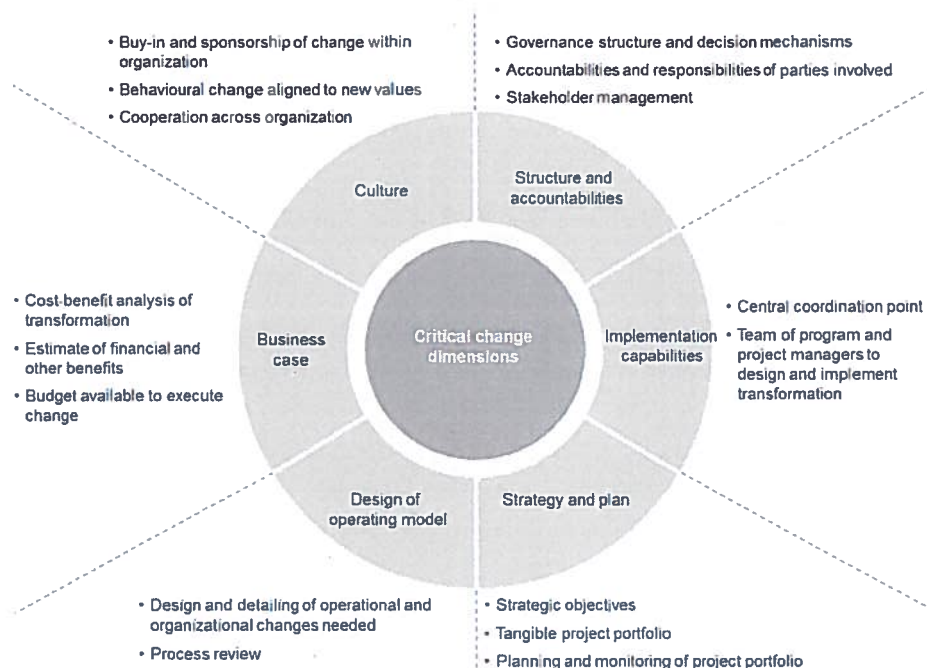 • Buy-in and sponsorship of change within
organization
• Behavioural change aligned to new values
• Cooperation across organization
• Governance structure and decision mechanisms
• Accountabilities and responsibilities of parties involved
• Stakeholder management
Culture
Structure and
accountabilities
• Cost-benefit analysis of
transformation
• Estimate of financial and
other benefits
• Budget available to execute
change
Business
case
Critical change
dimensions
Implementation
capabilities
• Central coordination point
• Team of program and
project managers to
design and implement
transformation
Design of
operating model
Strategy and plan
• Design and detailing of operational and
organizational changes needed
• Process review
• Strategic objectives
• Tangible project portfolio
• Planning and monitoring of project portfolio